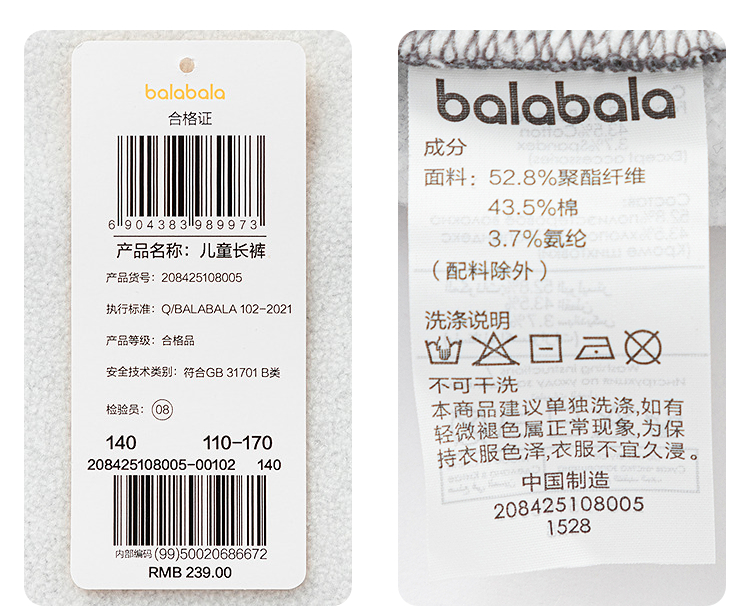 balabala
合格证
6904383989973
产品名称：儿童长裤
产品货号：208425108005
执行标准：Q/BALABALA 102-2021
产品等级：合格品
安全技术类别：符合GB 31701 B类
检验员：08
140 110-170
208425108005-00102 140
内部编码 (99)50020686672
RMB 239.00
balabala
成分
面料：52.8%聚酯纤维
43.5%棉
3.7%氨纶
（配料除外）
洗涤说明
不可干洗
本商品建议单独洗涤,如有
轻微褪色属正常现象,为保
持衣服色泽,衣服不宜久浸。
中国制造
208425108005
1528